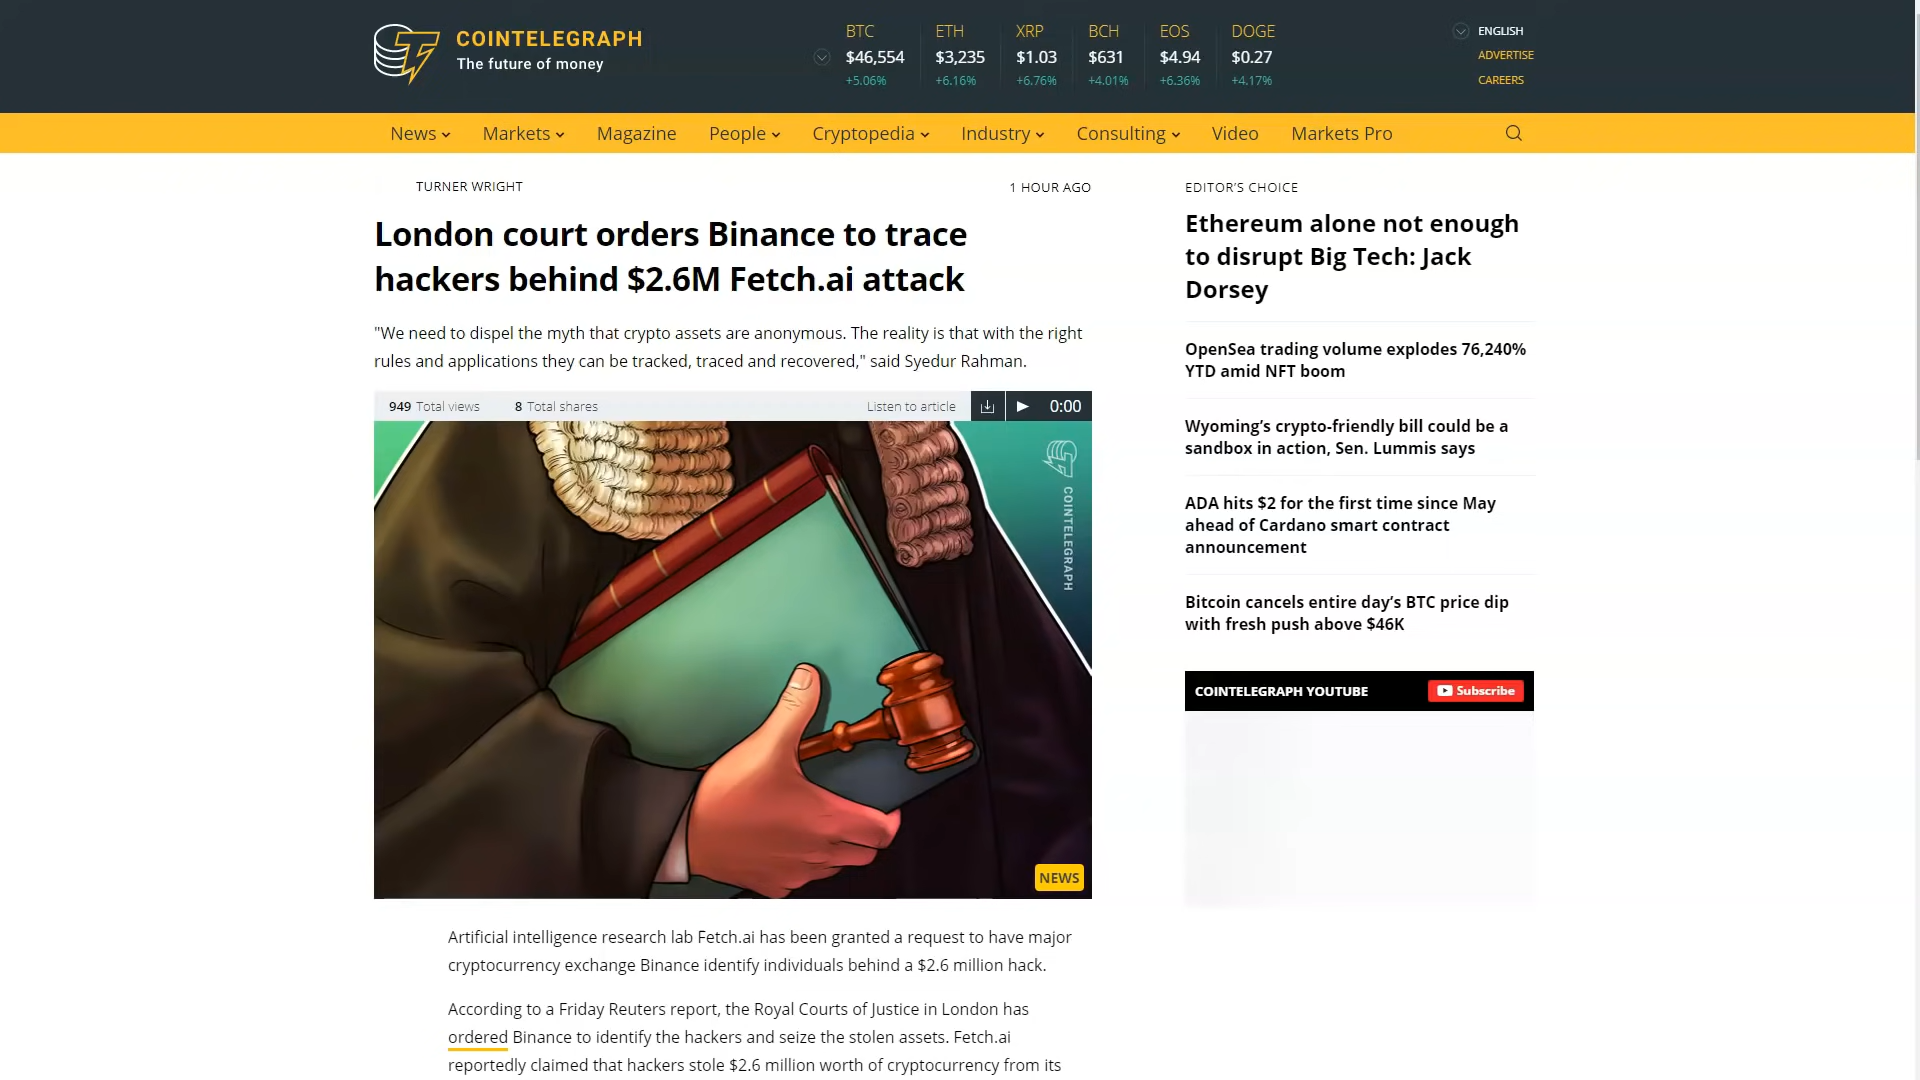 COINTELEGRAPH
The future of money
BTC
$46,554
+5.06%
ETH
$3,235
+6.16%
XRP
$1.03
+6.76%
BCH
$631
+4.01%
EOS
$4.94
+6.36%
DOGE
$0.27
+4.17%
ENGLISH
ADVERTISE
CAREERS
News
Markets
Magazine
People
Cryptopedia
Industry
Consulting
Video
Markets Pro
TURNER WRIGHT
1 HOUR AGO
London court orders Binance to trace
hackers behind $2.6M Fetch.ai attack
"We need to dispel the myth that crypto assets are anonymous. The reality is that with the right
rules and applications they can be tracked, traced and recovered," said Syedur Rahman.
949 Total views
8 Total shares
Listen to article
0:00
COINTELEGRAPH
NEWS
Artificial intelligence research lab Fetch.ai has been granted a request to have major
cryptocurrency exchange Binance identify individuals behind a $2.6 million hack.
According to a Friday Reuters report, the Royal Courts of Justice in London has
ordered Binance to identify the hackers and seize the stolen assets. Fetch.ai
reportedly claimed that hackers stole $2.6 million worth of cryptocurrency from its
EDITOR'S CHOICE
Ethereum alone not enough
to disrupt Big Tech: Jack
Dorsey
OpenSea trading volume explodes 76,240%
YTD amid NFT boom
Wyoming’s crypto-friendly bill could be a
sandbox in action, Sen. Lummis says
ADA hits $2 for the first time since May
ahead of Cardano smart contract
announcement
Bitcoin cancels entire day’s BTC price dip
with fresh push above $46K
COINTELEGRAPH YOUTUBE
Subscribe